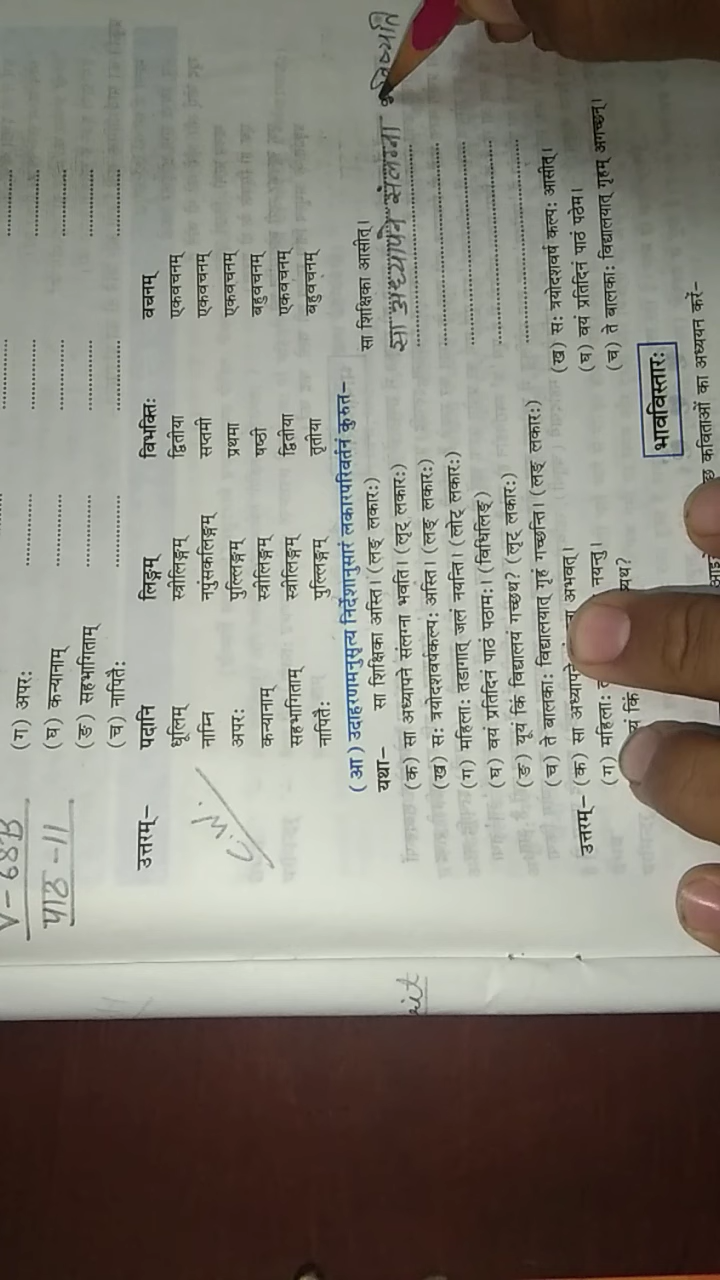 V-68B
पाठ-11
(ग) अपरः ............ ............ ............
(घ) कन्यानाम् ............ ............ ............
(ङ) सहभागिताम् ............ ............ ............
(च) नापितैः ............ ............ ............
उत्तरम्– पदानि लिङ्गम् विभक्तिः वचनम्
धूलिम् स्त्रीलिङ्गम् द्वितीया एकवचनम्
नाम्नि नपुंसकलिङ्गम् सप्तमी एकवचनम्
अपरः पुल्लिङ्गम् प्रथमा एकवचनम्
कन्यानाम् स्त्रीलिङ्गम् षष्ठी बहुवचनम्
सहभागिताम् स्त्रीलिङ्गम् द्वितीया एकवचनम्
नापितैः पुल्लिङ्गम् तृतीया बहुवचनम्
C.W.
(आ) उदाहरणमनुसृत्य निर्देशानुसारं लकारपरिवर्तनं कुरुत–
यथा– सा शिक्षिका अस्ति। (लङ् लकारः) सा शिक्षिका आसीत्।
(क) सा अध्यापने संलग्ना भवति। (लृट् लकारः) सा अध्यापने संलग्ना भविष्यति
(ख) सः त्रयोदशवर्षकल्पः अस्ति। (लङ् लकारः) ............
(ग) महिलाः तडागात् जलं नयन्ति। (लोट् लकारः) ............
(घ) वयं प्रतिदिनं पाठं पठामः। (विधिलिङ्) ............
(ङ) यूयं किं विद्यालयं गच्छथ? (लृट् लकारः) ............
(च) ते बालकाः विद्यालयात् गृहं गच्छन्ति। (लङ् लकारः) ............
उत्तरम्– (क) सा अध्यापने अभवत्। (ख) सः त्रयोदशवर्ष कल्पः आसीत्।
(ग) महिलाः नयन्तु। (घ) वयं प्रतिदिनं पाठं पठेम।
किं (च) ते बालकाः विद्यालयात् गृहम् अगच्छन्।
भावविस्तारः
कविताओं का अध्ययन करें–